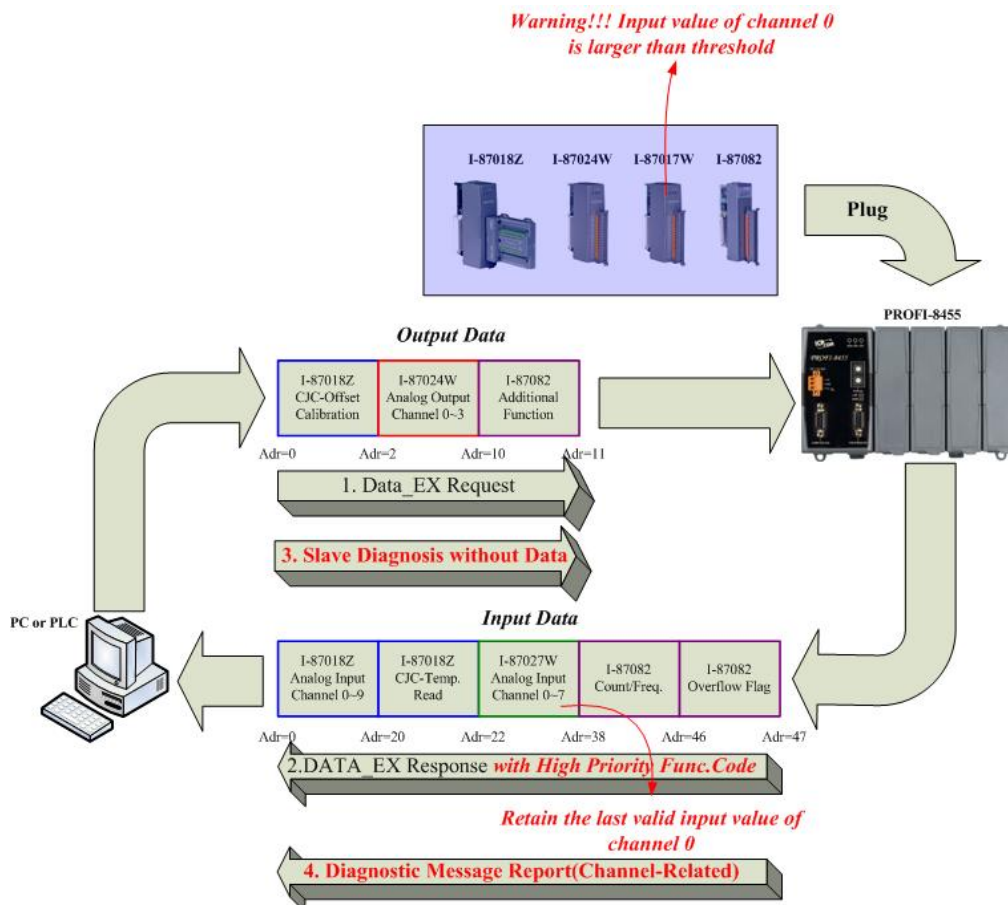 Warning!!! Input value of channel 0
is larger than threshold
I-87018Z
I-87024W
I-87017W
I-87082
Plug
PROFI-8455
PROFI-8455
Output Data
I-87018Z
CJC-Offset
Calibration
I-87024W
Analog Output
Channel 0~3
I-87082
Additional
Function
Adr=0
Adr=2
Adr=10
Adr=11
1. Data_EX Request
3. Slave Diagnosis without Data
PC or PLC
Input Data
I-87018Z
Analog Input
Channel 0~9
I-87018Z
CJC-Temp.
Read
I-87027W
Analog Input
Channel 0~7
I-87082
Count/Freq.
I-87082
Overflow Flag
Adr=0
Adr=20
Adr=22
Adr=38
Adr=46
Adr=47
2.DATA_EX Response with High Priority Func.Code
Retain the last valid input value of
channel 0
4. Diagnostic Message Report(Channel-Related)